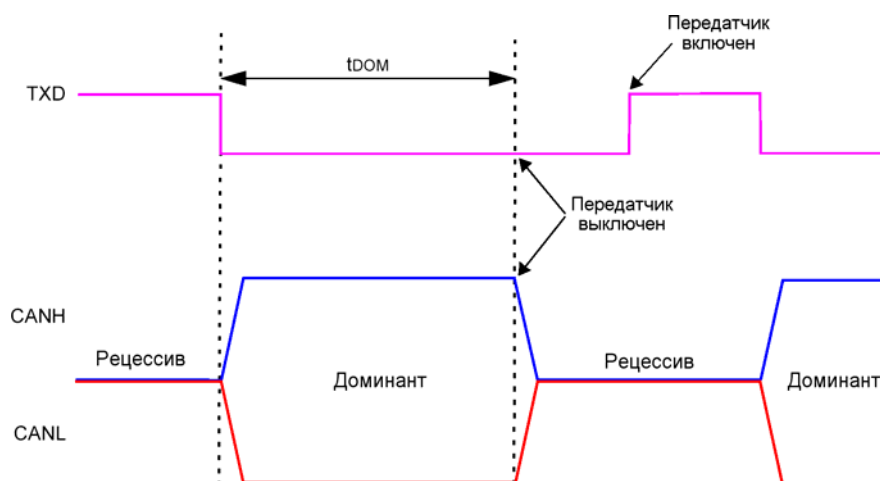 Передатчик
включен
tDOM
TXD
Передатчик
выключен
CANH
Рецессив
Доминант
Рецессив
Доминант
CANL